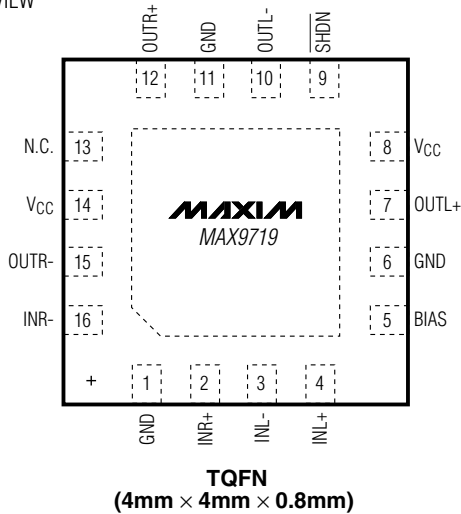 VIEW
OUTR+
GND
OUTL-
SHDN
12
11
10
9
N.C.
13
8
VCC
VCC
14
MAXIM
7
OUTL+
MAX9719
OUTR-
15
6
GND
INR-
16
5
BIAS
+
1
2
3
4
GND
INR+
INL-
INL+
TQFN
(4mm × 4mm × 0.8mm)